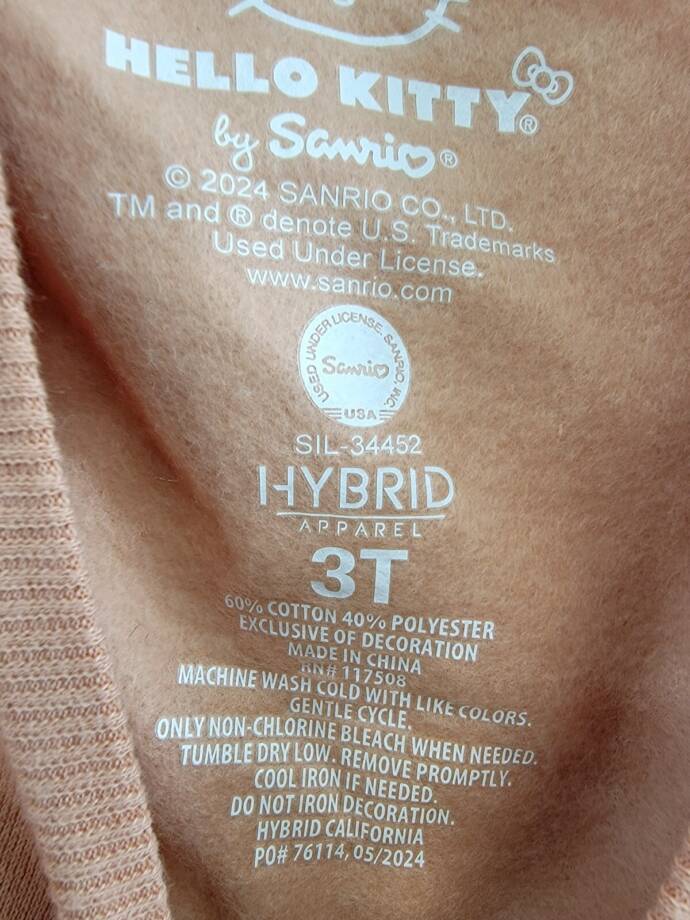 HELLO KITTY®
by Sanrio®
© 2024 SANRIO CO., LTD.
TM and ® denote U.S. Trademarks
Used Under License.
www.sanrio.com
USED UNDER LICENSE. SANRIO, INC.
Sanrio
USA
SIL-34452
HYBRID
APPAREL
3T
60% COTTON 40% POLYESTER
EXCLUSIVE OF DECORATION
MADE IN CHINA
RN# 117508
MACHINE WASH COLD WITH LIKE COLORS.
GENTLE CYCLE.
ONLY NON-CHLORINE BLEACH WHEN NEEDED.
TUMBLE DRY LOW. REMOVE PROMPTLY.
COOL IRON IF NEEDED.
DO NOT IRON DECORATION.
HYBRID CALIFORNIA
PO# 76114, 05/2024